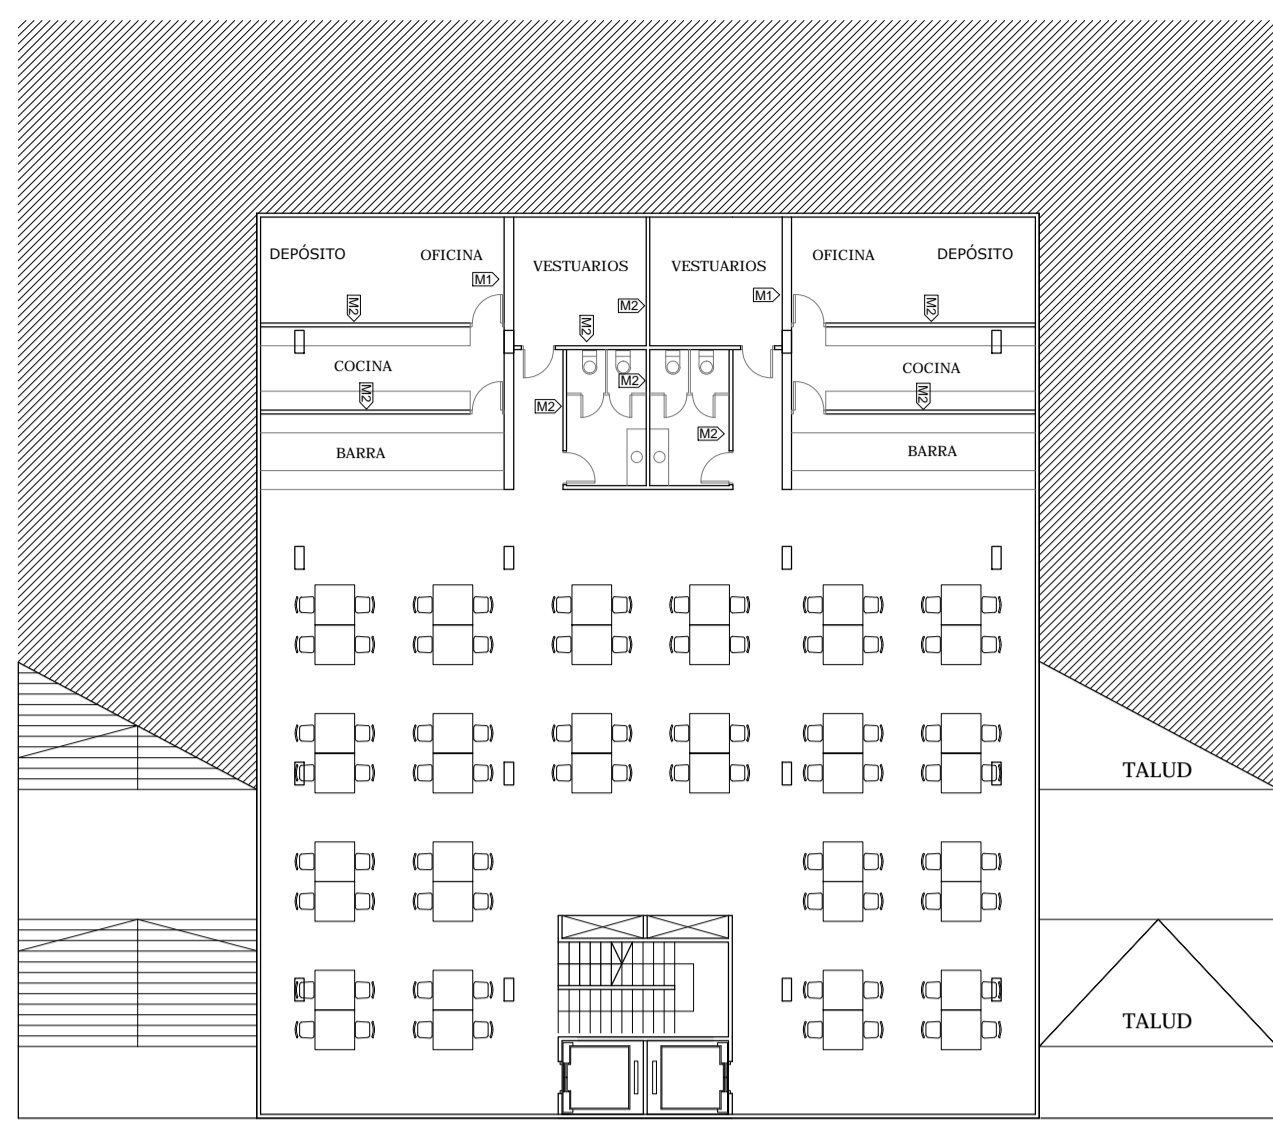 DEPÓSITO
OFICINA
VESTUARIOS
VESTUARIOS
OFICINA
DEPÓSITO
M1
M1
M2
M2
M2
M2
COCINA
COCINA
M2
M2
M2
M2
M2
BARRA
BARRA
TALUD
TALUD